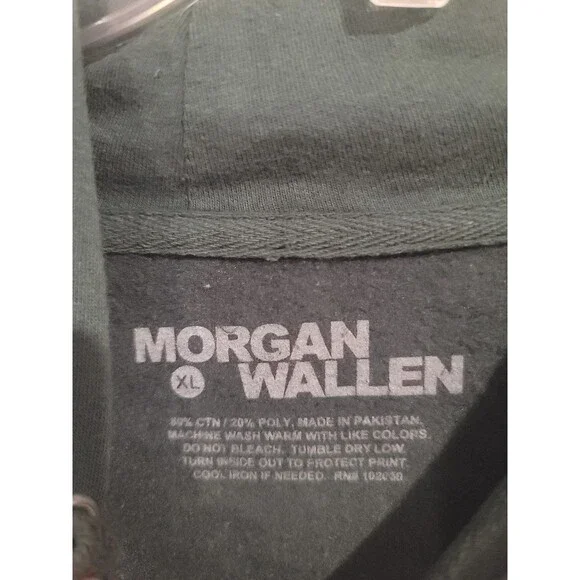 MORGAN
XL WALLEN
80% CTN / 20% POLY. MADE IN PAKISTAN.
MACHINE WASH WARM WITH LIKE COLORS.
DO NOT BLEACH. TUMBLE DRY LOW.
TURN INSIDE OUT TO PROTECT PRINT.
COOL IRON IF NEEDED. RN#